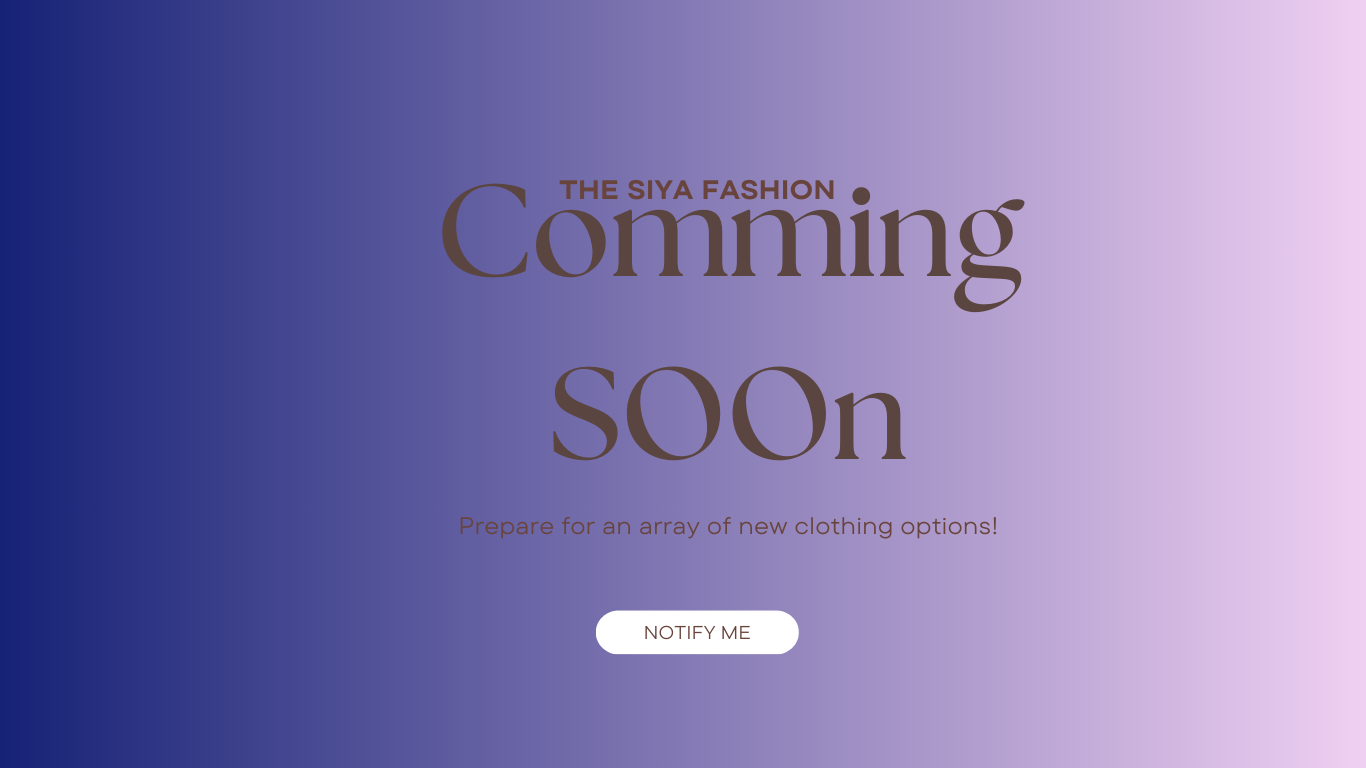 THE SIYA FASHION
Comming
SOOn
Prepare for an array of new clothing options!
NOTIFY ME